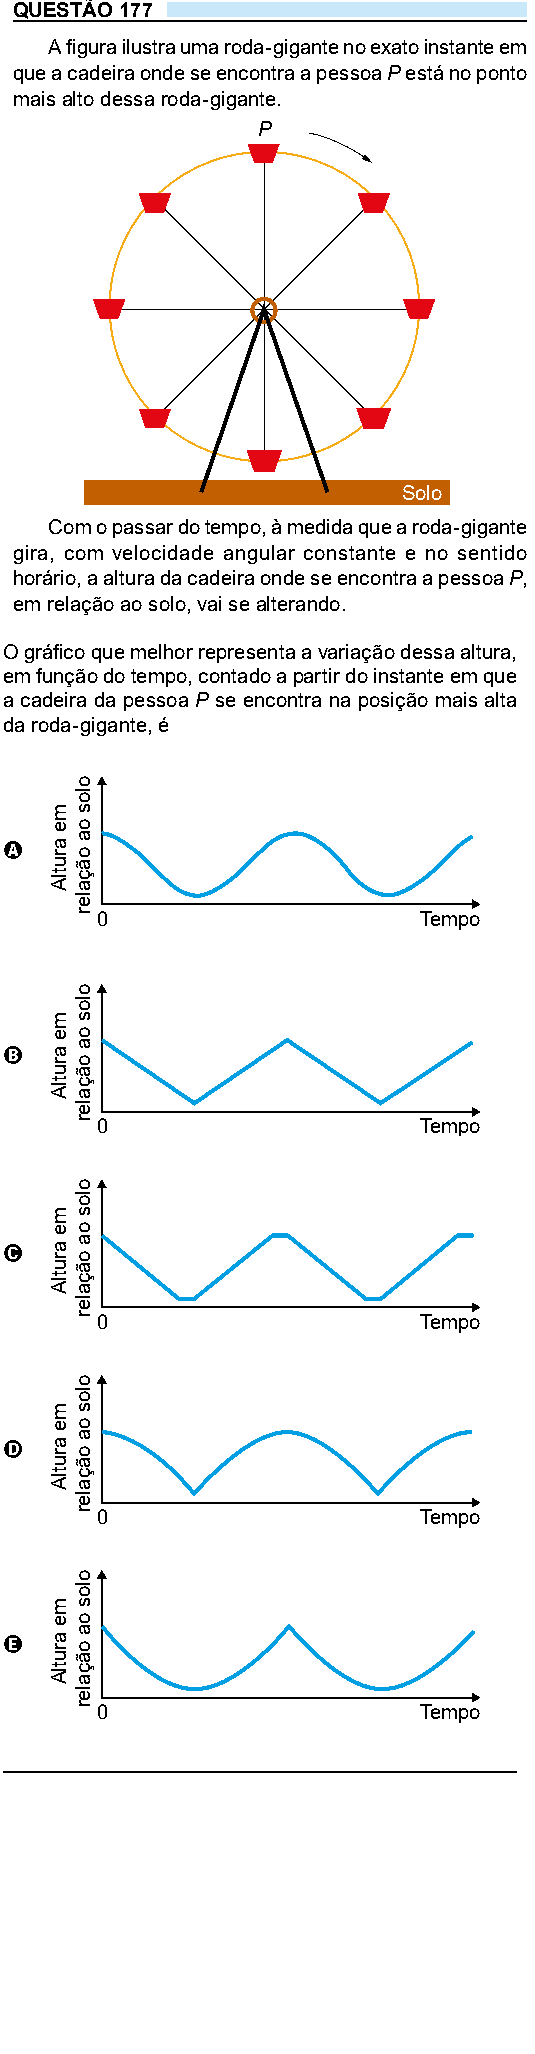 QUESTÃO 177
A figura ilustra uma roda-gigante no exato instante em
que a cadeira onde se encontra a pessoa P está no ponto
mais alto dessa roda-gigante.
P
Solo
Com o passar do tempo, à medida que a roda-gigante
gira, com velocidade angular constante e no sentido
horário, a altura da cadeira onde se encontra a pessoa P,
em relação ao solo, vai se alterando.
O gráfico que melhor representa a variação dessa altura,
em função do tempo, contado a partir do instante em que
a cadeira da pessoa P se encontra na posição mais alta
da roda-gigante, é
A
Altura em
relação ao solo
0
Tempo
B
Altura em
relação ao solo
0
Tempo
C
Altura em
relação ao solo
0
Tempo
D
Altura em
relação ao solo
0
Tempo
E
Altura em
relação ao solo
0
Tempo